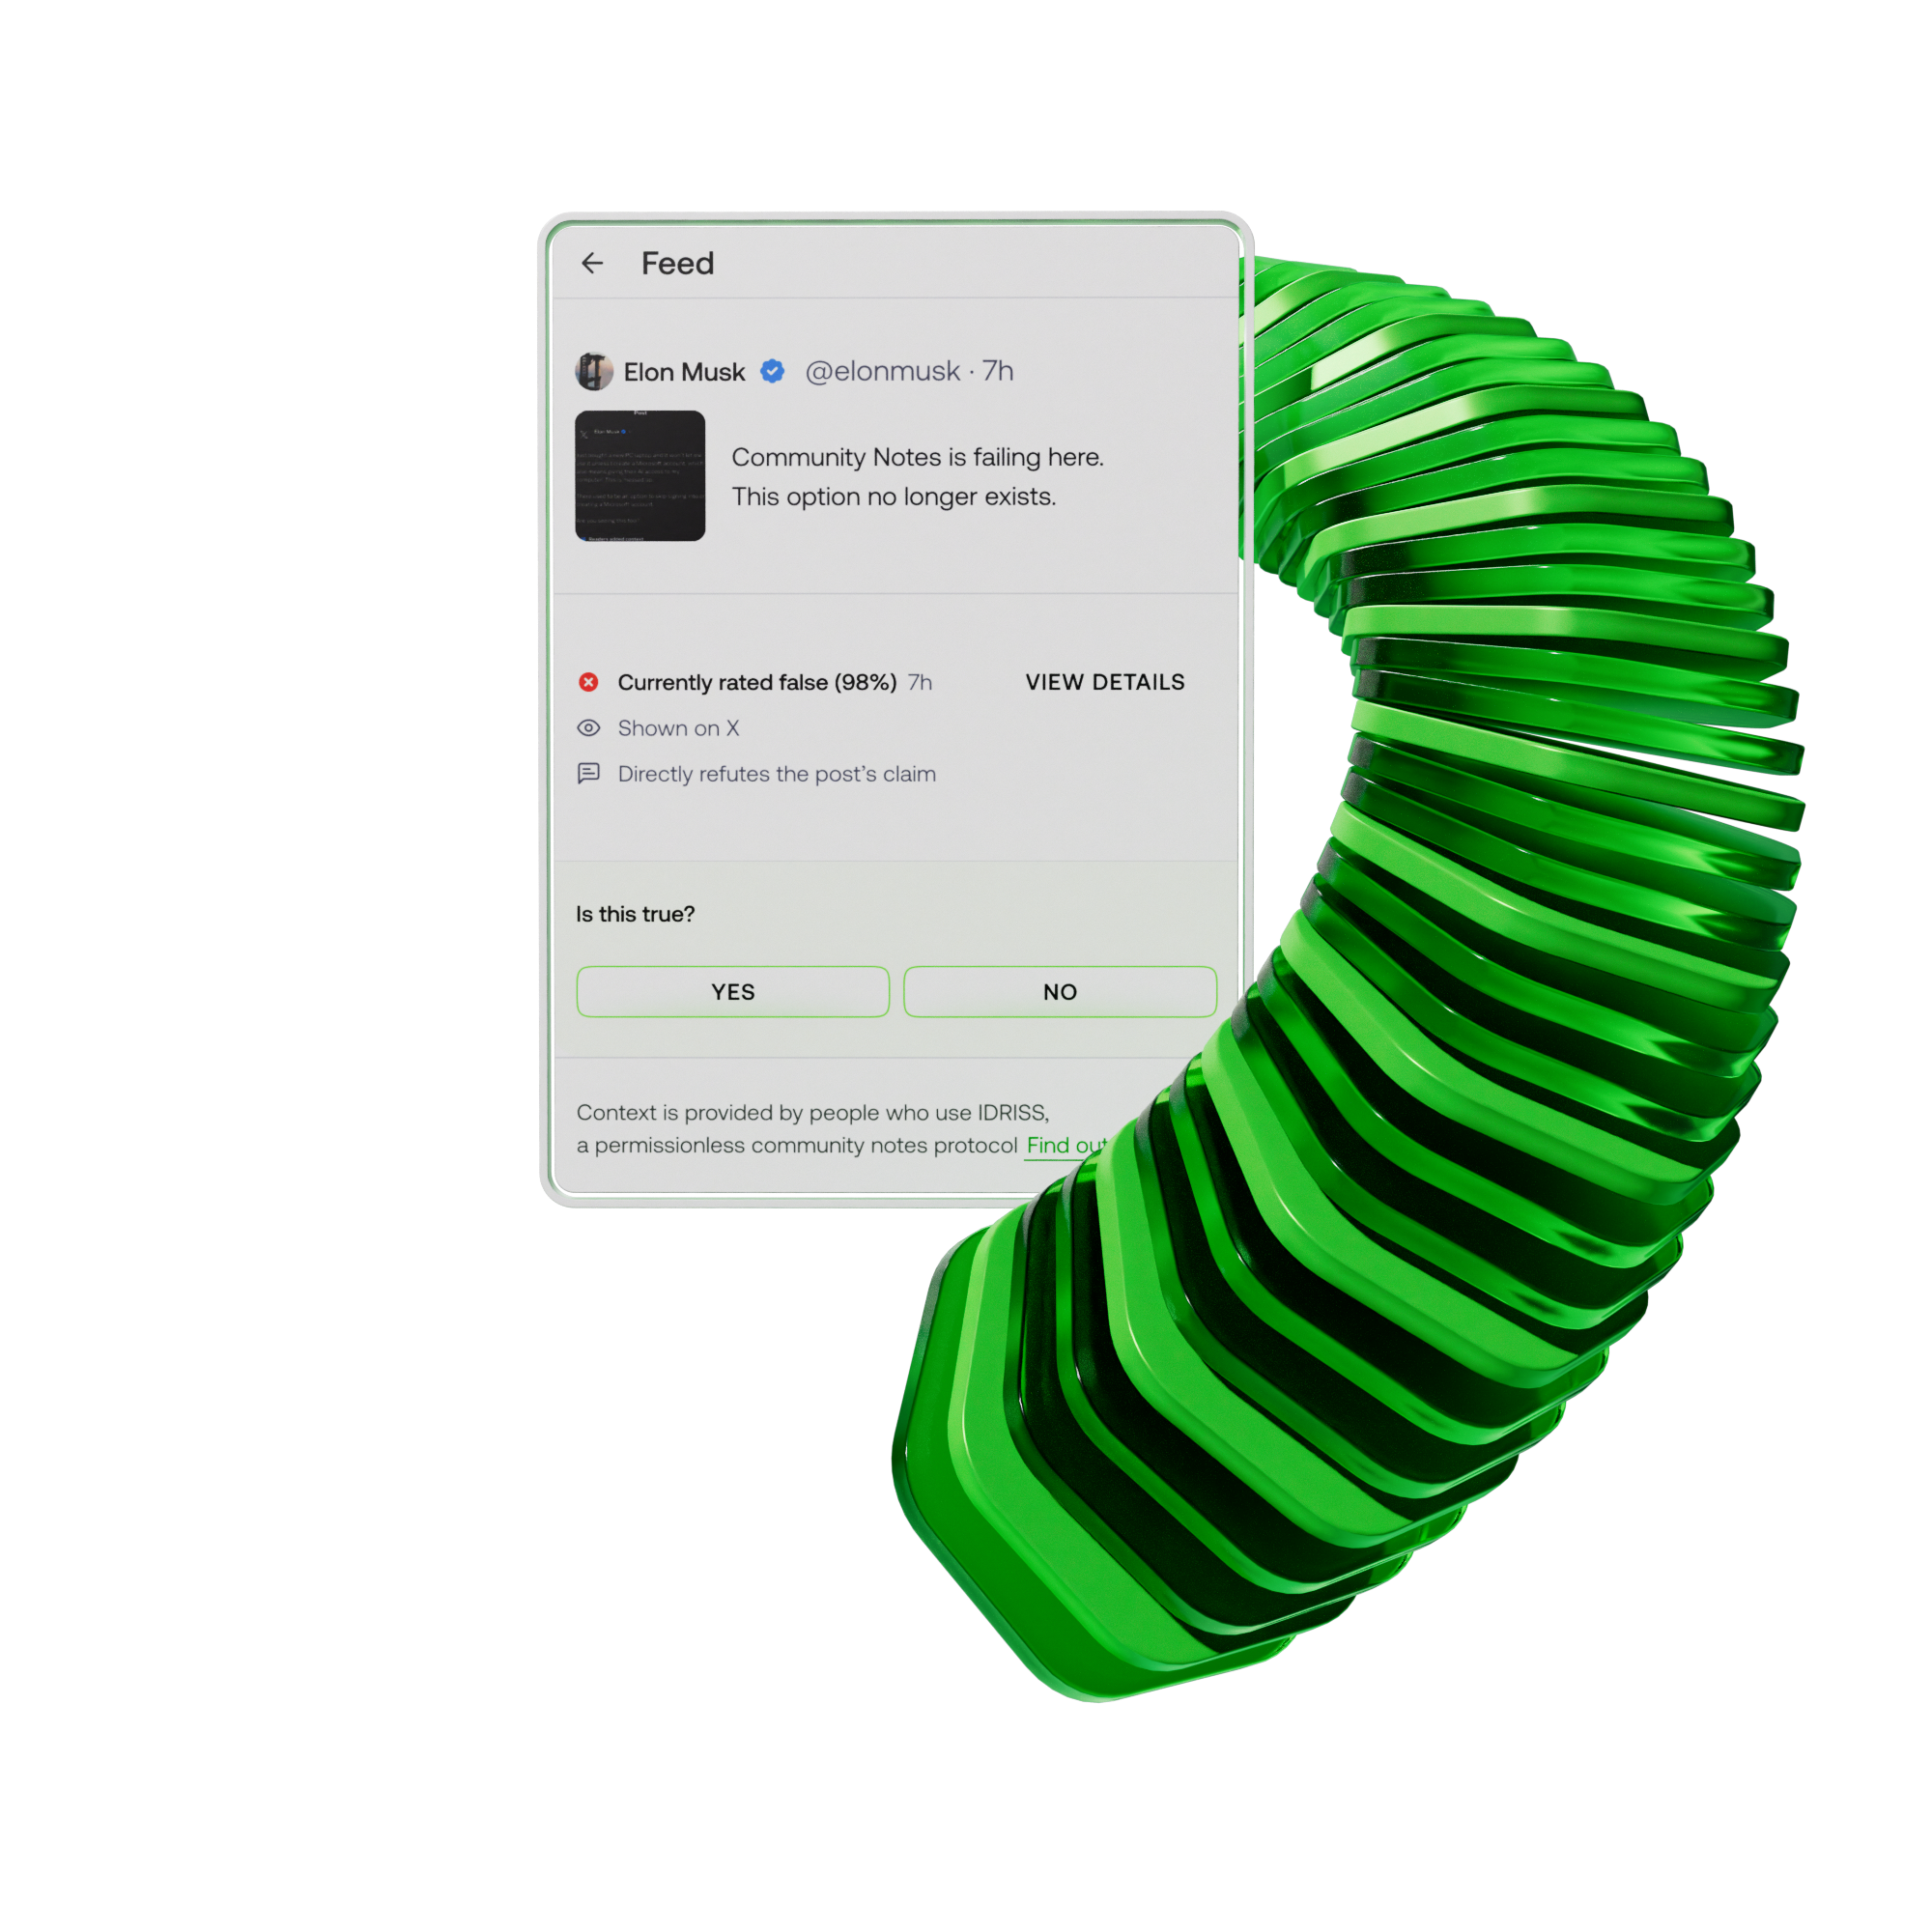 Feed
Elon Musk @elonmusk · 7h
Community Notes is failing here.
This option no longer exists.
Currently rated false (98%) 7h VIEW DETAILS
Shown on X
Directly refutes the post’s claim
Is this true?
YES NO
Context is provided by people who use IDRISS,
a permissionless community notes protocol Find out